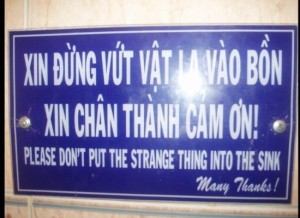 XIN ĐỪNG VỨT VẬT LẠ VÀO BỒN
XIN CHÂN THÀNH CÁM ƠN!
PLEASE DON'T PUT THE STRANGE THING INTO THE SINK
Many Thanks!